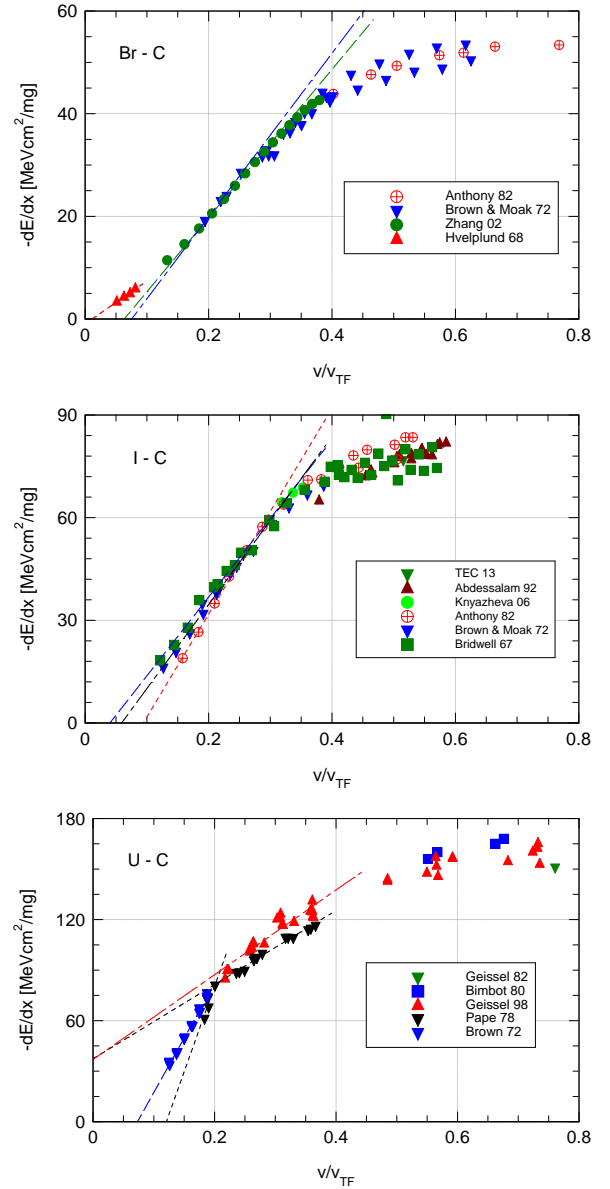 Br - C
-dE/dx [MeVcm²/mg]
60
40
20
0
Anthony 82
Brown & Moak 72
Zhang 02
Hvelplund 68
0 0.2 0.4 0.6 0.8
v/v_TF
I - C
-dE/dx [MeVcm²/mg]
90
60
30
0
TEC 13
Abdessalam 92
Knyazheva 06
Anthony 82
Brown & Moak 72
Bridwell 67
0 0.2 0.4 0.6 0.8
v/v_TF
U - C
-dE/dx [MeVcm²/mg]
180
120
60
0
Geissel 82
Bimbot 80
Geissel 98
Pape 78
Brown 72
0 0.2 0.4 0.6 0.8
v/v_TF